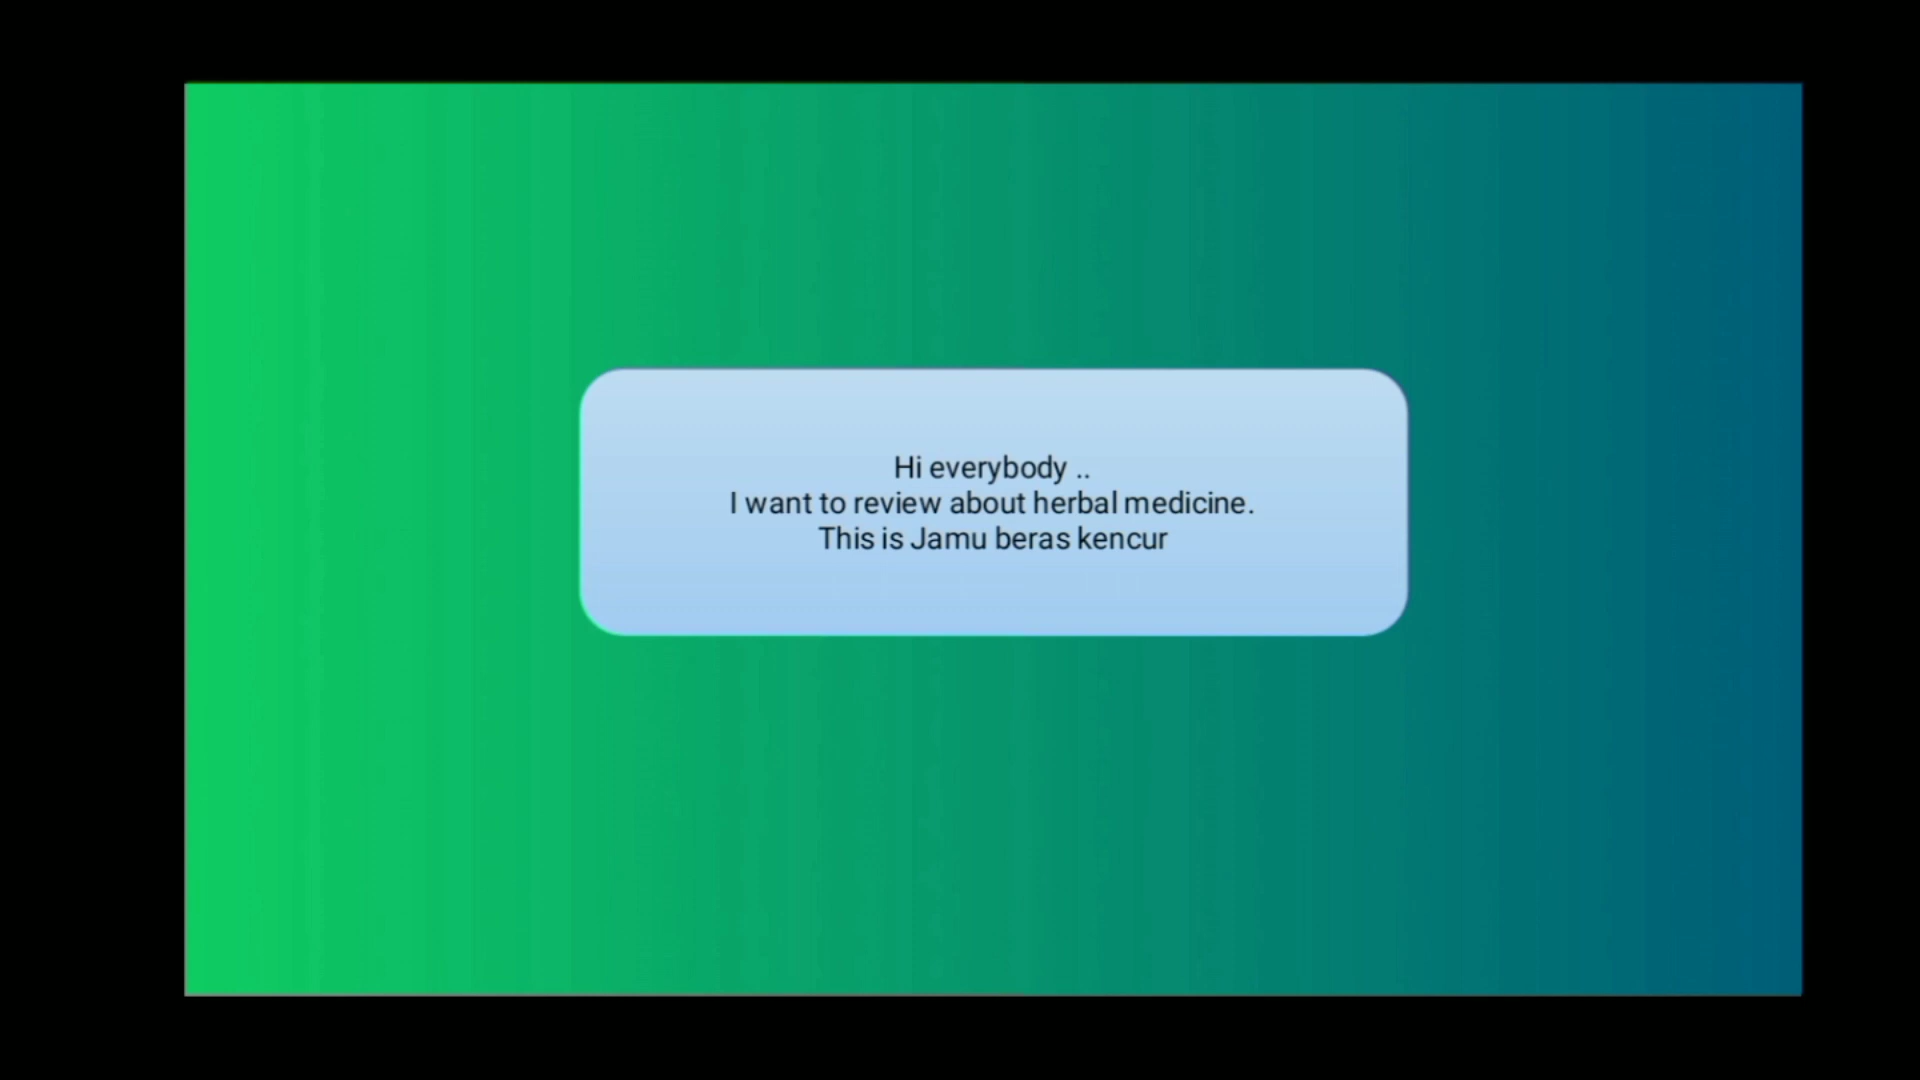 Hi everybody ..
I want to review about herbal medicine.
This is Jamu beras kencur